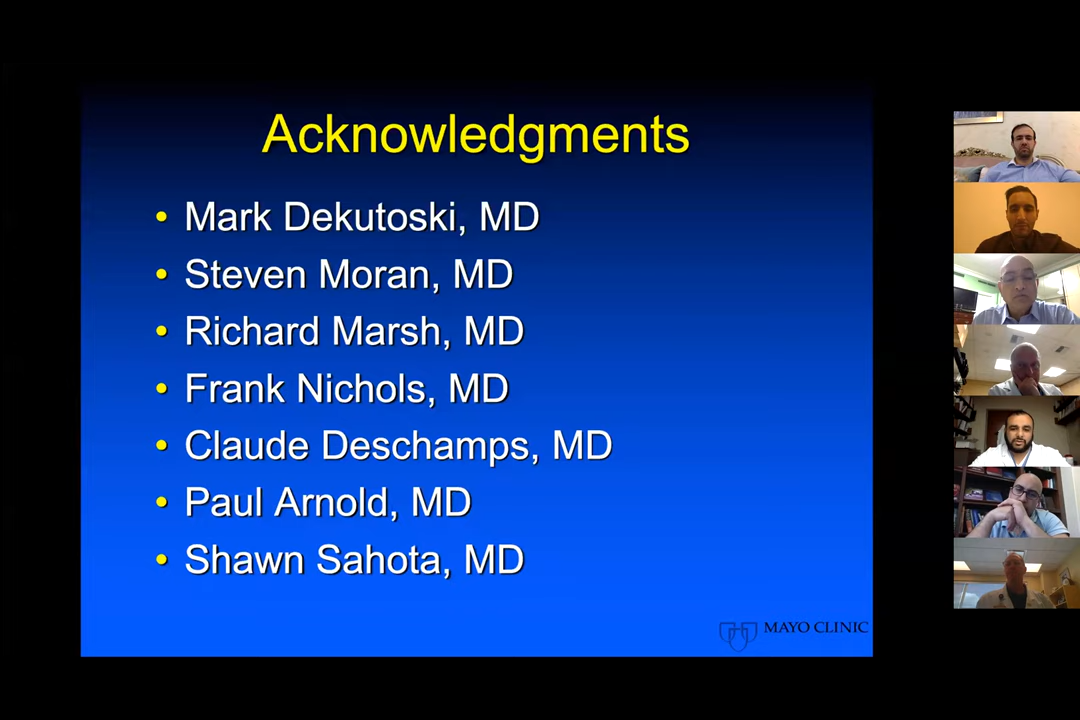 Acknowledgments
• Mark Dekutoski, MD
• Steven Moran, MD
• Richard Marsh, MD
• Frank Nichols, MD
• Claude Deschamps, MD
• Paul Arnold, MD
• Shawn Sahota, MD
MAYO CLINIC